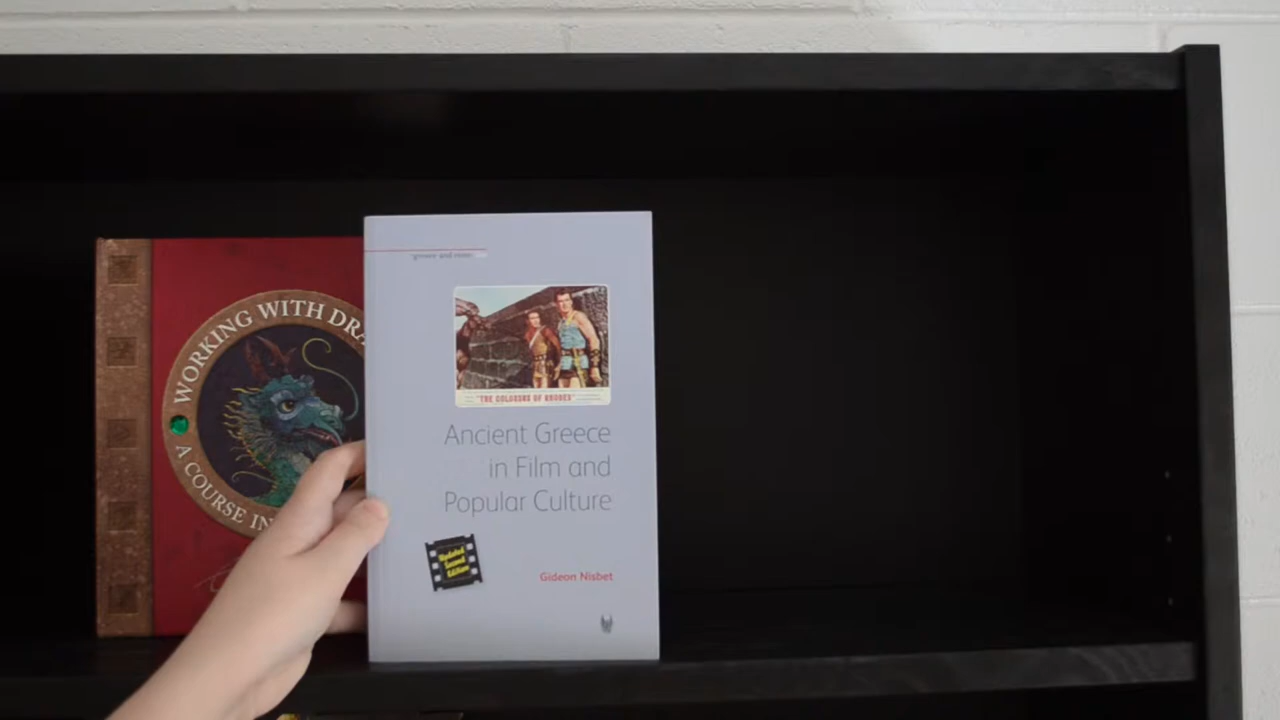 WORKING WITH DRA
A COURSE IN
greece and rome
"THE COLOSSUS OF RHODES"
Ancient Greece
in Film and
Popular Culture
Updated
Second
Edition
Gideon Nisbet